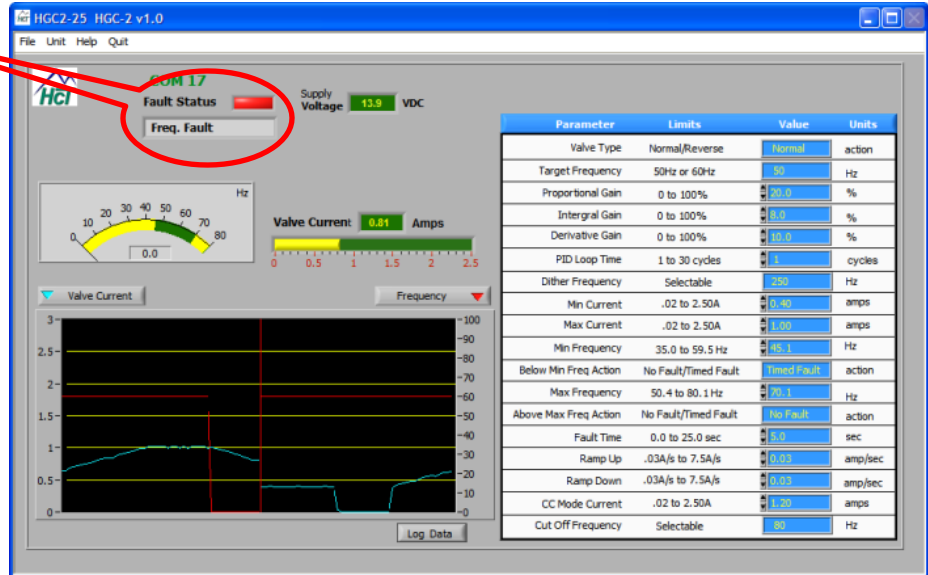 HGC2-25 HGC-2 v1.0
File Unit Help Quit
HCI
COM 17
Fault Status
Freq. Fault
Supply
Voltage 13.9 VDC
Hz
0 10 20 30 40 50 60 70 80
0.0
Valve Current 0.81 Amps
0 0.5 1 1.5 2 2.5
Valve Current
Frequency
3-
2.5-
2-
1.5-
1-
0.5-
0-
-100
-90
-80
-70
-60
-50
-40
-30
-20
-10
-0
Log Data
Parameter Limits Value Units
Valve Type Normal/Reverse Normal action
Target Frequency 50Hz or 60Hz 50 Hz
Proportional Gain 0 to 100% 20.0 %
Intergral Gain 0 to 100% 8.0 %
Derivative Gain 0 to 100% 10.0 %
PID Loop Time 1 to 30 cycles 1 cycles
Dither Frequency Selectable 250 Hz
Min Current .02 to 2.50A 0.40 amps
Max Current .02 to 2.50A 1.00 amps
Min Frequency 35.0 to 59.5 Hz 45.1 Hz
Below Min Freq Action No Fault/Timed Fault Timed Fault action
Max Frequency 50.4 to 80.1 Hz 70.1 Hz
Above Max Freq Action No Fault/Timed Fault No Fault action
Fault Time 0.0 to 25.0 sec 5.0 sec
Ramp Up .03A/s to 7.5A/s 0.03 amp/sec
Ramp Down .03A/s to 7.5A/s 0.03 amp/sec
CC Mode Current .02 to 2.50A 1.20 amps
Cut Off Frequency Selectable 80 Hz